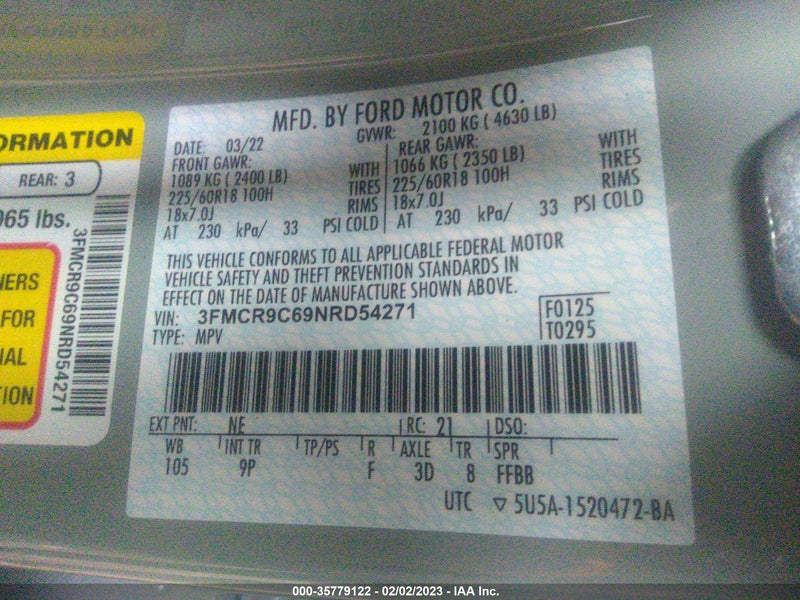 MFD. BY FORD MOTOR CO.
DATE: 03/22 GVWR: 2100 KG ( 4630 LB)
FRONT GAWR: REAR GAWR:
1089 KG ( 2400 LB) WITH 1066 KG ( 2350 LB) WITH
225/60R18 100H TIRES 225/60R18 100H TIRES
18x7.0J RIMS 18x7.0J RIMS
AT 230 kPa/ 33 PSI COLD AT 230 kPa/ 33 PSI COLD
THIS VEHICLE CONFORMS TO ALL APPLICABLE FEDERAL MOTOR
VEHICLE SAFETY AND THEFT PREVENTION STANDARDS IN
EFFECT ON THE DATE OF MANUFACTURE SHOWN ABOVE.
VIN: 3FMCR9C69NRD54271 F0125
TYPE: MPV T0295
EXT PNT: NE RC: 21 DSO:
WB INT TR TP/PS R AXLE TR SPR
105 9P F 3D 8 FFBB
UTC ▽ 5U5A-1520472-BA
ORMATION
REAR: 3
065 lbs.
3FMCR9C69NRD54271
NERS
FOR
IAL
TION
000-35779122 - 02/02/2023 - IAA Inc.